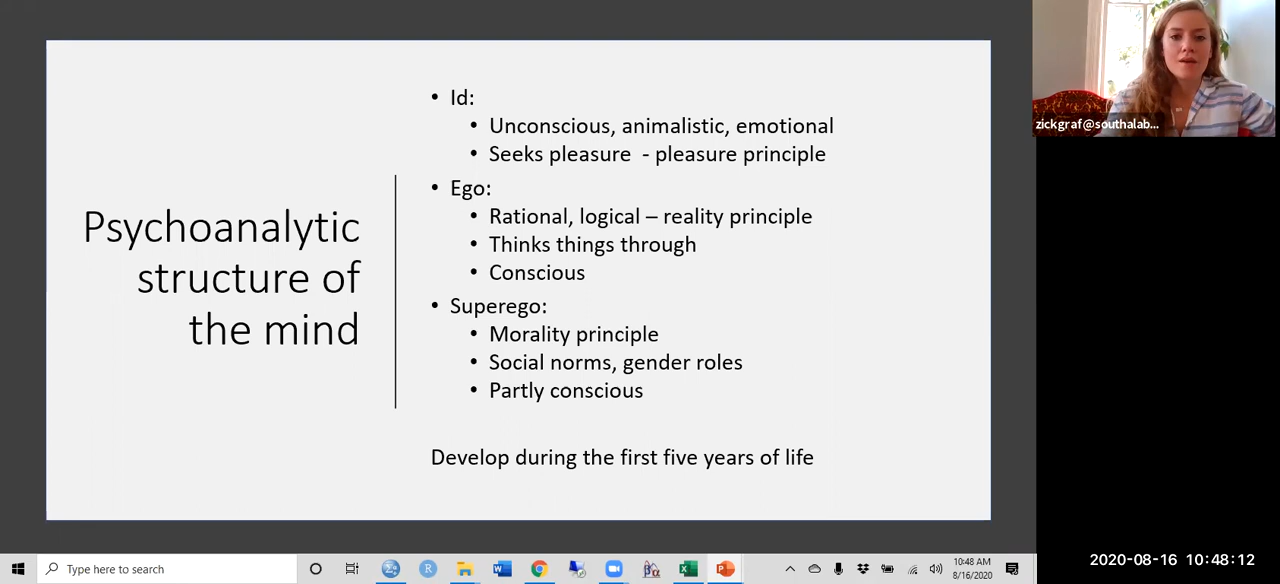 Psychoanalytic
structure of
the mind
• Id:
• Unconscious, animalistic, emotional
• Seeks pleasure - pleasure principle
• Ego:
• Rational, logical – reality principle
• Thinks things through
• Conscious
• Superego:
• Morality principle
• Social norms, gender roles
• Partly conscious
Develop during the first five years of life
zickgraf@southalab...
Type here to search
10:48 AM
8/16/2020
2020-08-16 10:48:12